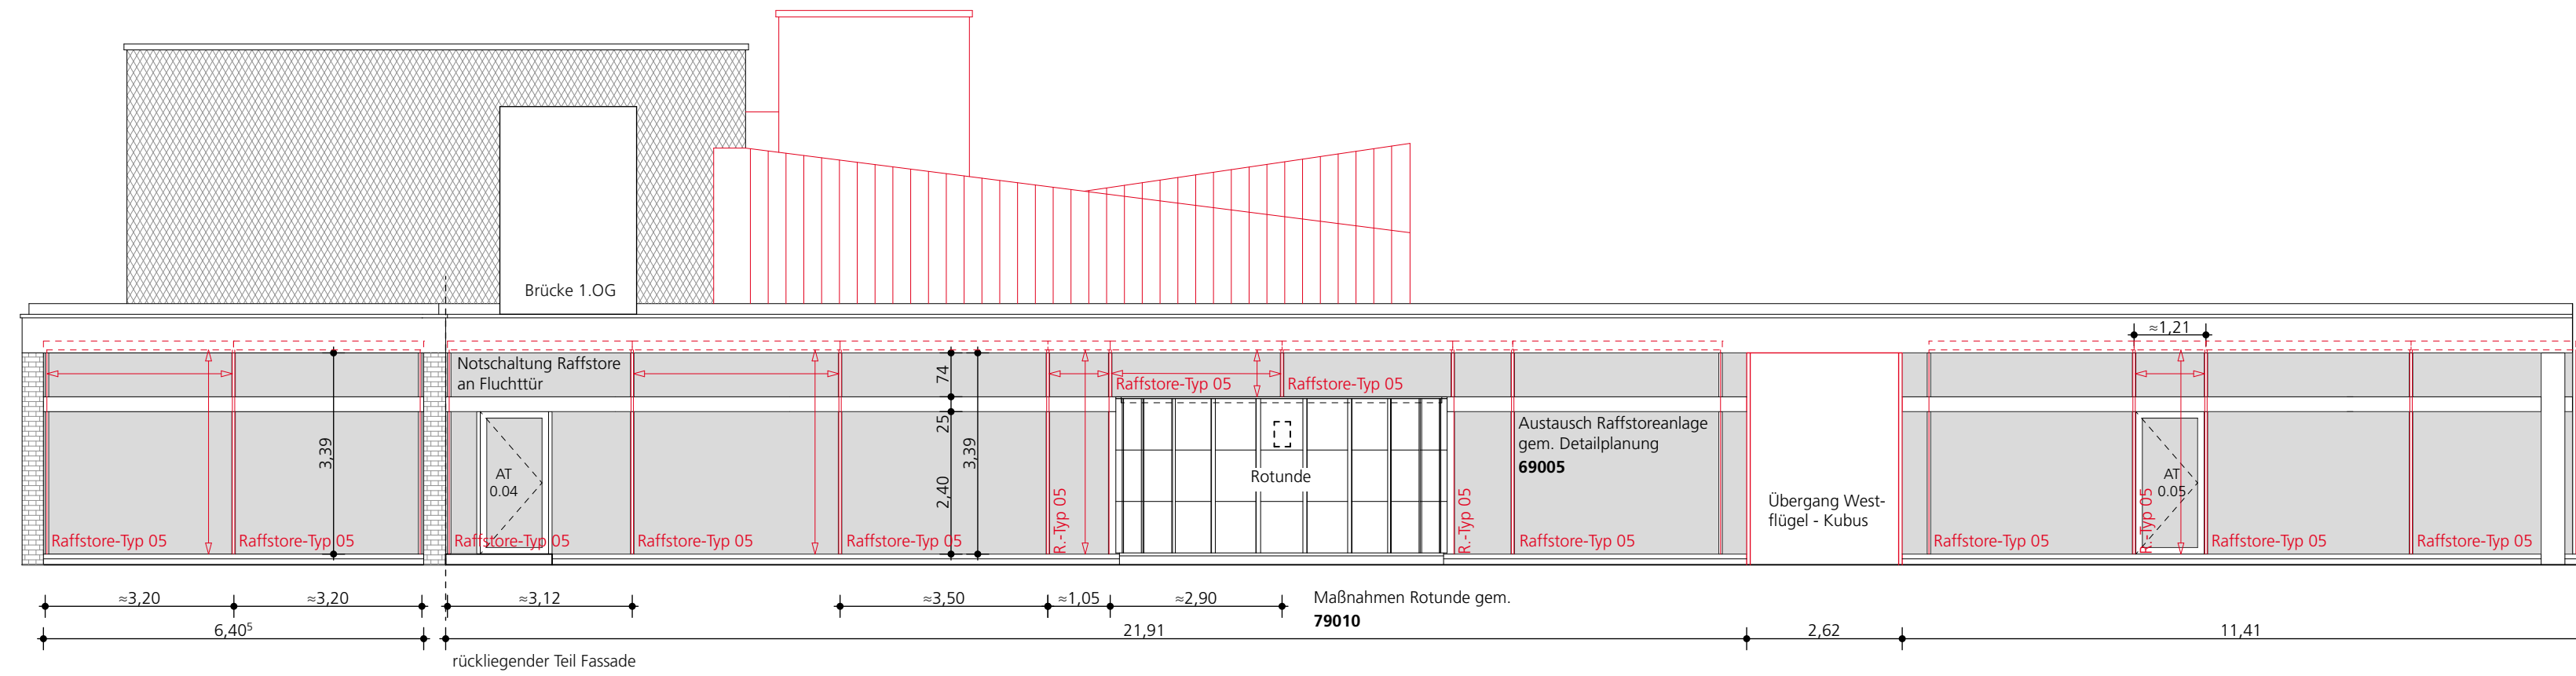 Brücke 1.OG
≈1,21
Notschaltung Raffstore
an Fluchttür
74
Raffstore-Typ 05
Raffstore-Typ 05
25
3,39
3,39
2,40
Austausch Raffstoreanlage
gem. Detailplanung
69005
Rotunde
AT
0.04
AT
0.05
Übergang West-
flügel - Kubus
R.-Typ 05
R.-Typ 05
R.-Typ 05
Raffstore-Typ 05
Raffstore-Typ 05
Raffstore-Typ 05
Raffstore-Typ 05
Raffstore-Typ 05
Raffstore-Typ 05
Raffstore-Typ 05
Raffstore-Typ 05
Raffstore-Typ 05
≈3,20
≈3,20
≈3,12
≈3,50
≈1,05
≈2,90
Maßnahmen Rotunde gem.
79010
6,40⁵
21,91
2,62
11,41
rückliegender Teil Fassade